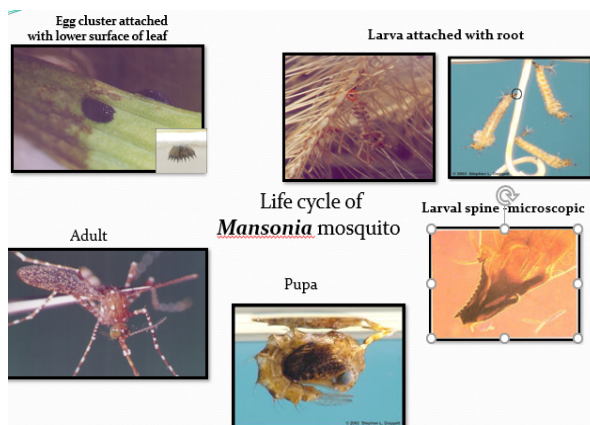 Egg cluster attached
with lower surface of leaf
Larva attached with root
Life cycle of
Mansonia mosquito
Larval spine -microscopic
Adult
Pupa